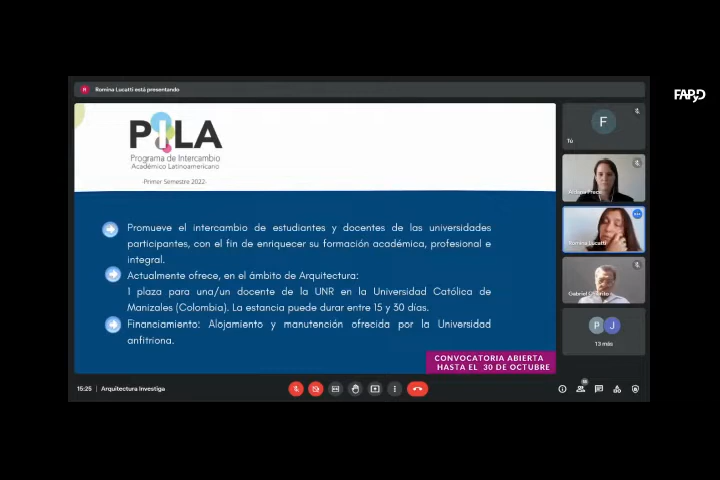 Romina Lucatti está presentando
FAPyD
PILA
Programa de Intercambio
Académico Latinoamericano
-Primer Semestre 2022-
Promueve el intercambio de estudiantes y docentes de las universidades
participantes, con el fin de enriquecer su formación académica, profesional e
integral.
Actualmente ofrece, en el ámbito de Arquitectura:
1 plaza para una/un docente de la UNR en la Universidad Católica de
Manizales (Colombia). La estancia puede durar entre 15 y 30 días.
Financiamiento: Alojamiento y manutención ofrecida por la Universidad
anfitriona.
CONVOCATORIA ABIERTA
HASTA EL 30 DE OCTUBRE
F
Tú
Romina Lucatti
Gabriel
P J
13 más
15:25 | Arquitectura Investiga